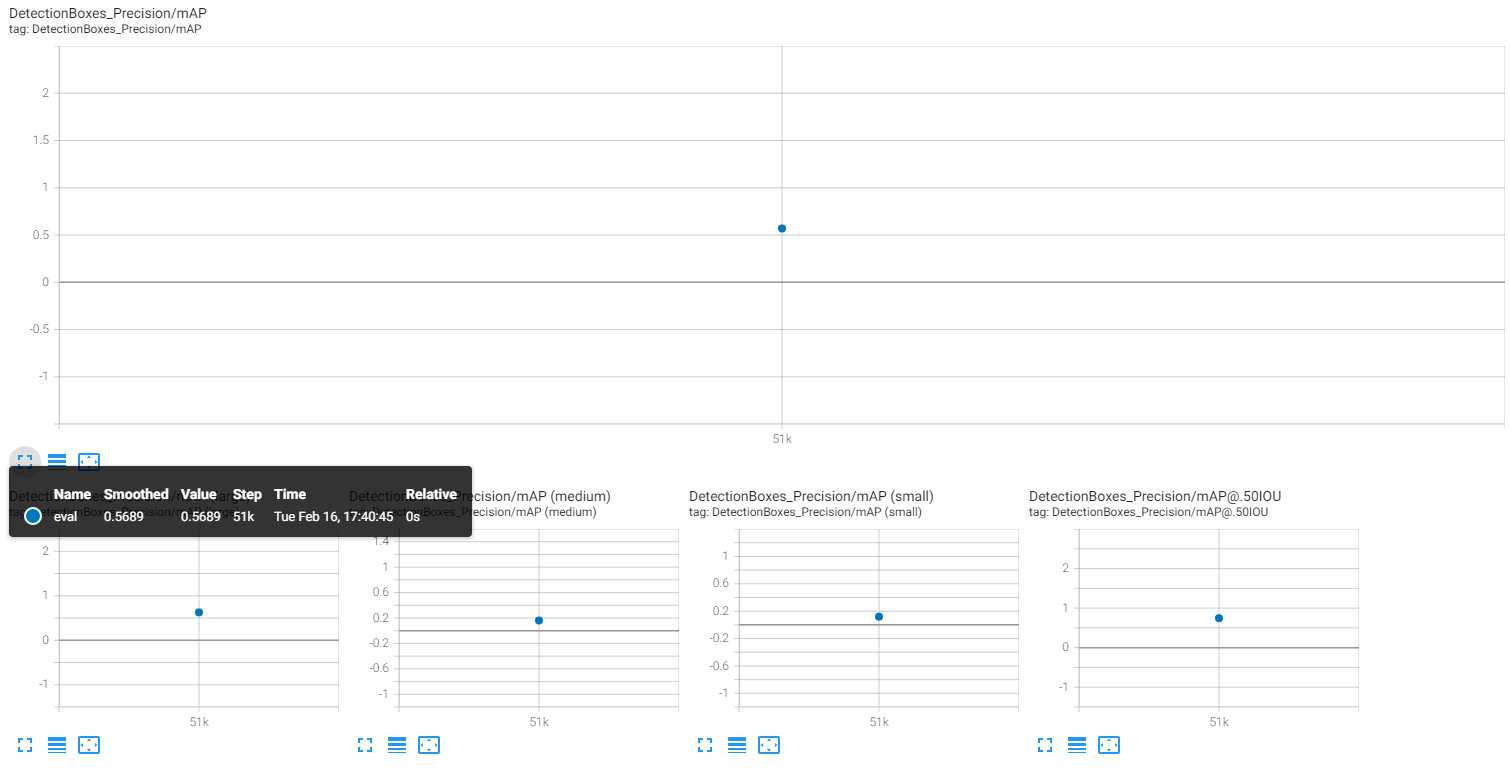 DetectionBoxes_Precision/mAP
tag: DetectionBoxes_Precision/mAP
2
1.5
1
0.5
0
-0.5
-1
51k
Name Smoothed Value Step Time Relative
eval 0.5689 0.5689 51k Tue Feb 16, 17:40:45 0s
DetectionBoxes_Precision/mAP (medium)
tag: DetectionBoxes_Precision/mAP (medium)
DetectionBoxes_Precision/mAP (small)
tag: DetectionBoxes_Precision/mAP (small)
DetectionBoxes_Precision/mAP@.50IOU
tag: DetectionBoxes_Precision/mAP@.50IOU
2
1
0
-1
51k
1.4
1
0.6
0.2
-0.2
-0.6
-1
51k
1
0.6
0.2
-0.2
-0.6
-1
51k
2
1
0
-1
51k